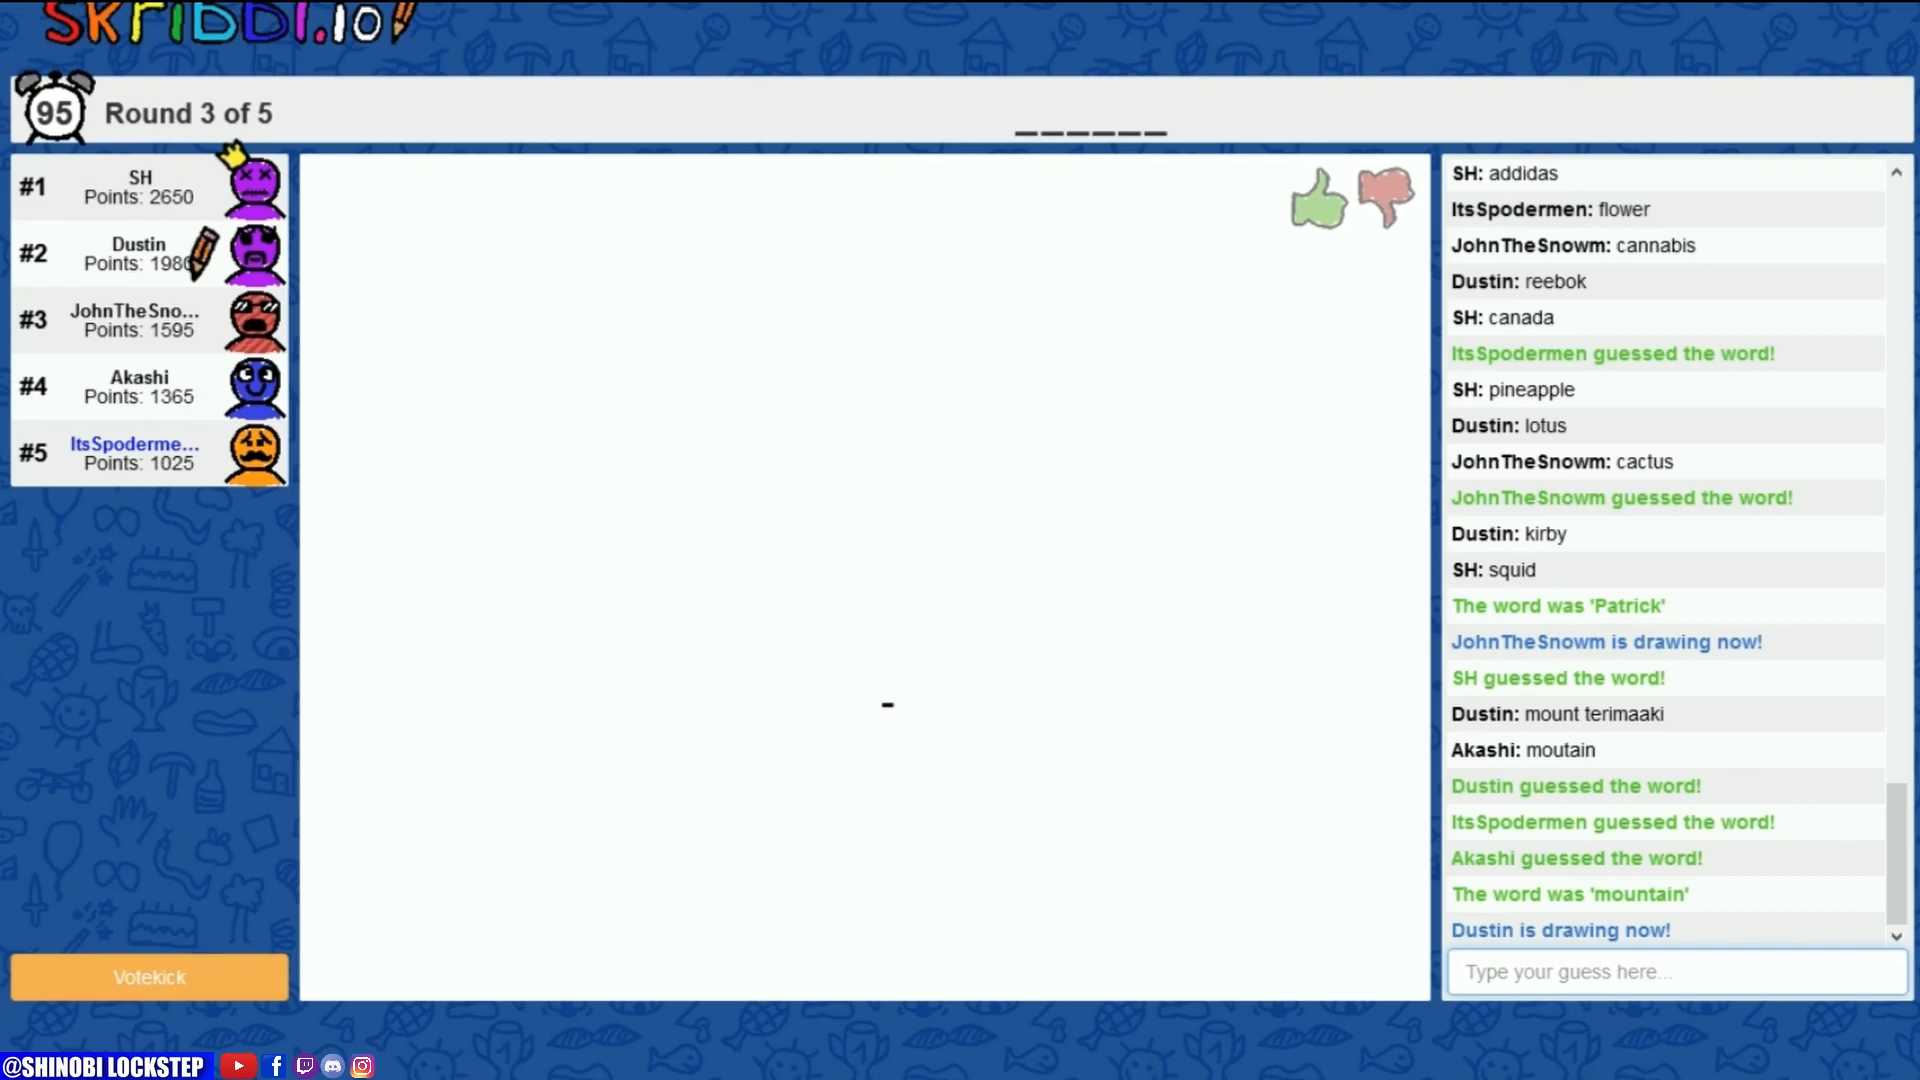 skribbl.io
95 Round 3 of 5
______
#1 SH
Points: 2650
#2 Dustin
Points: 1980
#3 JohnTheSno...
Points: 1595
#4 Akashi
Points: 1365
#5 ItsSpoderme...
Points: 1025
Votekick
SH: addidas
ItsSpodermen: flower
JohnTheSnowm: cannabis
Dustin: reebok
SH: canada
ItsSpodermen guessed the word!
SH: pineapple
Dustin: lotus
JohnTheSnowm: cactus
JohnTheSnowm guessed the word!
Dustin: kirby
SH: squid
The word was 'Patrick'
JohnTheSnowm is drawing now!
SH guessed the word!
Dustin: mount terimaaki
Akashi: moutain
Dustin guessed the word!
ItsSpodermen guessed the word!
Akashi guessed the word!
The word was 'mountain'
Dustin is drawing now!
Type your guess here...
@SHINOBI LOCKSTEP